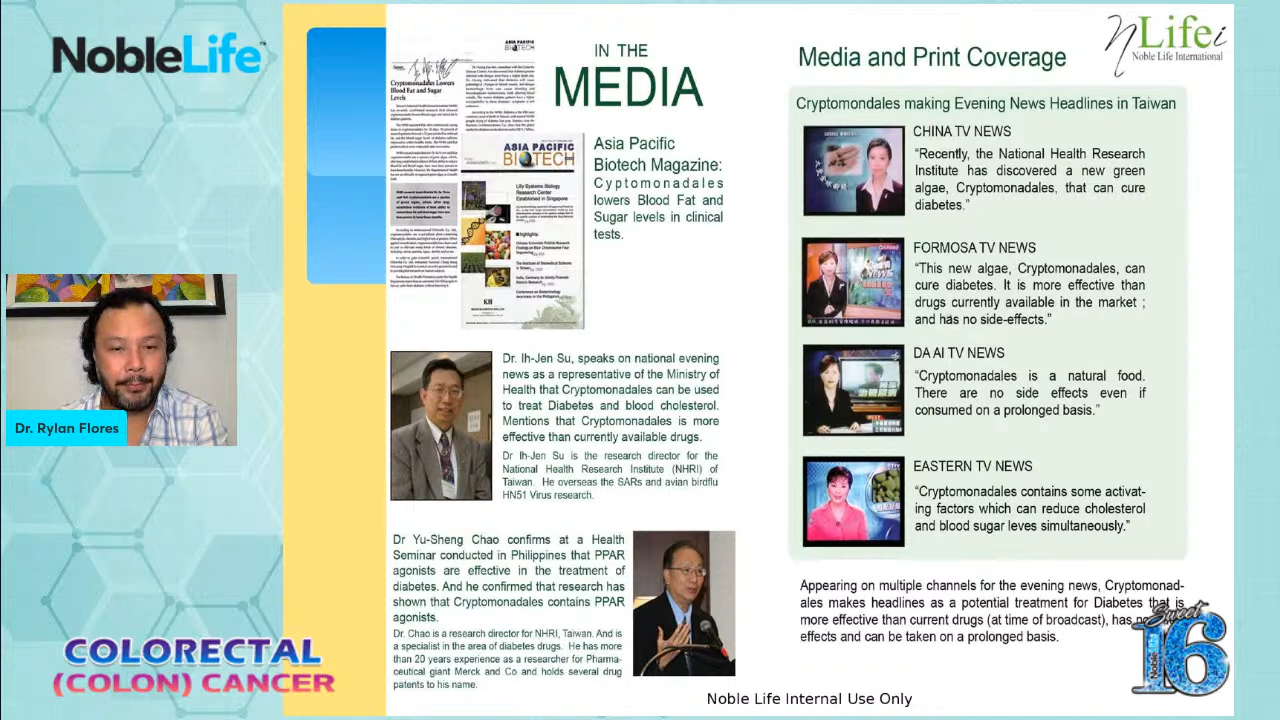 NobleLife™
ASIA PACIFIC
BIOTECH
Cryptomonadales Lowers
Blood Fat and Sugar
Levels
ASIA PACIFIC
BIOTECH
Lilly Systems Biology
Research Center
Established in Singapore
highlights:
IN THE
MEDIA
Asia Pacific
Biotech Magazine:
Cyptomonadales
lowers Blood Fat and
Sugar levels in clinical
tests.
Dr. Ih-Jen Su, speaks on national evening
news as a representative of the Ministry of
Health that Cryptomonadales can be used
to treat Diabetes and blood cholesterol.
Mentions that Cryptomonadales is more
effective than currently available drugs.
Dr Ih-Jen Su is the research director for the
National Health Research Institute (NHRI) of
Taiwan. He overseas the SARs and avian birdflu
HN51 Virus research.
Dr Yu-Sheng Chao confirms at a Health
Seminar conducted in Philippines that PPAR
agonists are effective in the treatment of
diabetes. And he confirmed that research has
shown that Cryptomonadales contains PPAR
agonists.
Dr. Chao is a research director for NHRI, Taiwan. And is
a specialist in the area of diabetes drugs. He has more
than 20 years experience as a researcher for Pharma-
ceutical giant Merck and Co and holds several drug
patents to his name.
Media and Print Coverage
nLifei
Noble Life International
Cryptomonadales making Evening News Headlines in Taiwan
CHINA TV NEWS
“Recently, the National Health Research
Institute has discovered a new green
algae, Cryptomonadales, that can cure
diabetes.”
FORMOSA TV NEWS
“This new algae, Cryptomonadales can
cure diabetes. It is more effective than
drugs currently available in the market ;
and has no side-effects.”
DA AI TV NEWS
“Cryptomonadales is a natural food.
There are no side effects even if
consumed on a prolonged basis.”
EASTERN TV NEWS
“Cryptomonadales contains some activat-
ing factors which can reduce cholesterol
and blood sugar leves simultaneously.”
Appearing on multiple channels for the evening news, Cryptomonad-
ales makes headlines as a potential treatment for Diabetes that is
more effective than current drugs (at time of broadcast), has no
effects and can be taken on a prolonged basis.
Dr. Rylan Flores
COLORECTAL
(COLON) CANCER
Sweet
16
NobleLife
Noble Life Internal Use Only